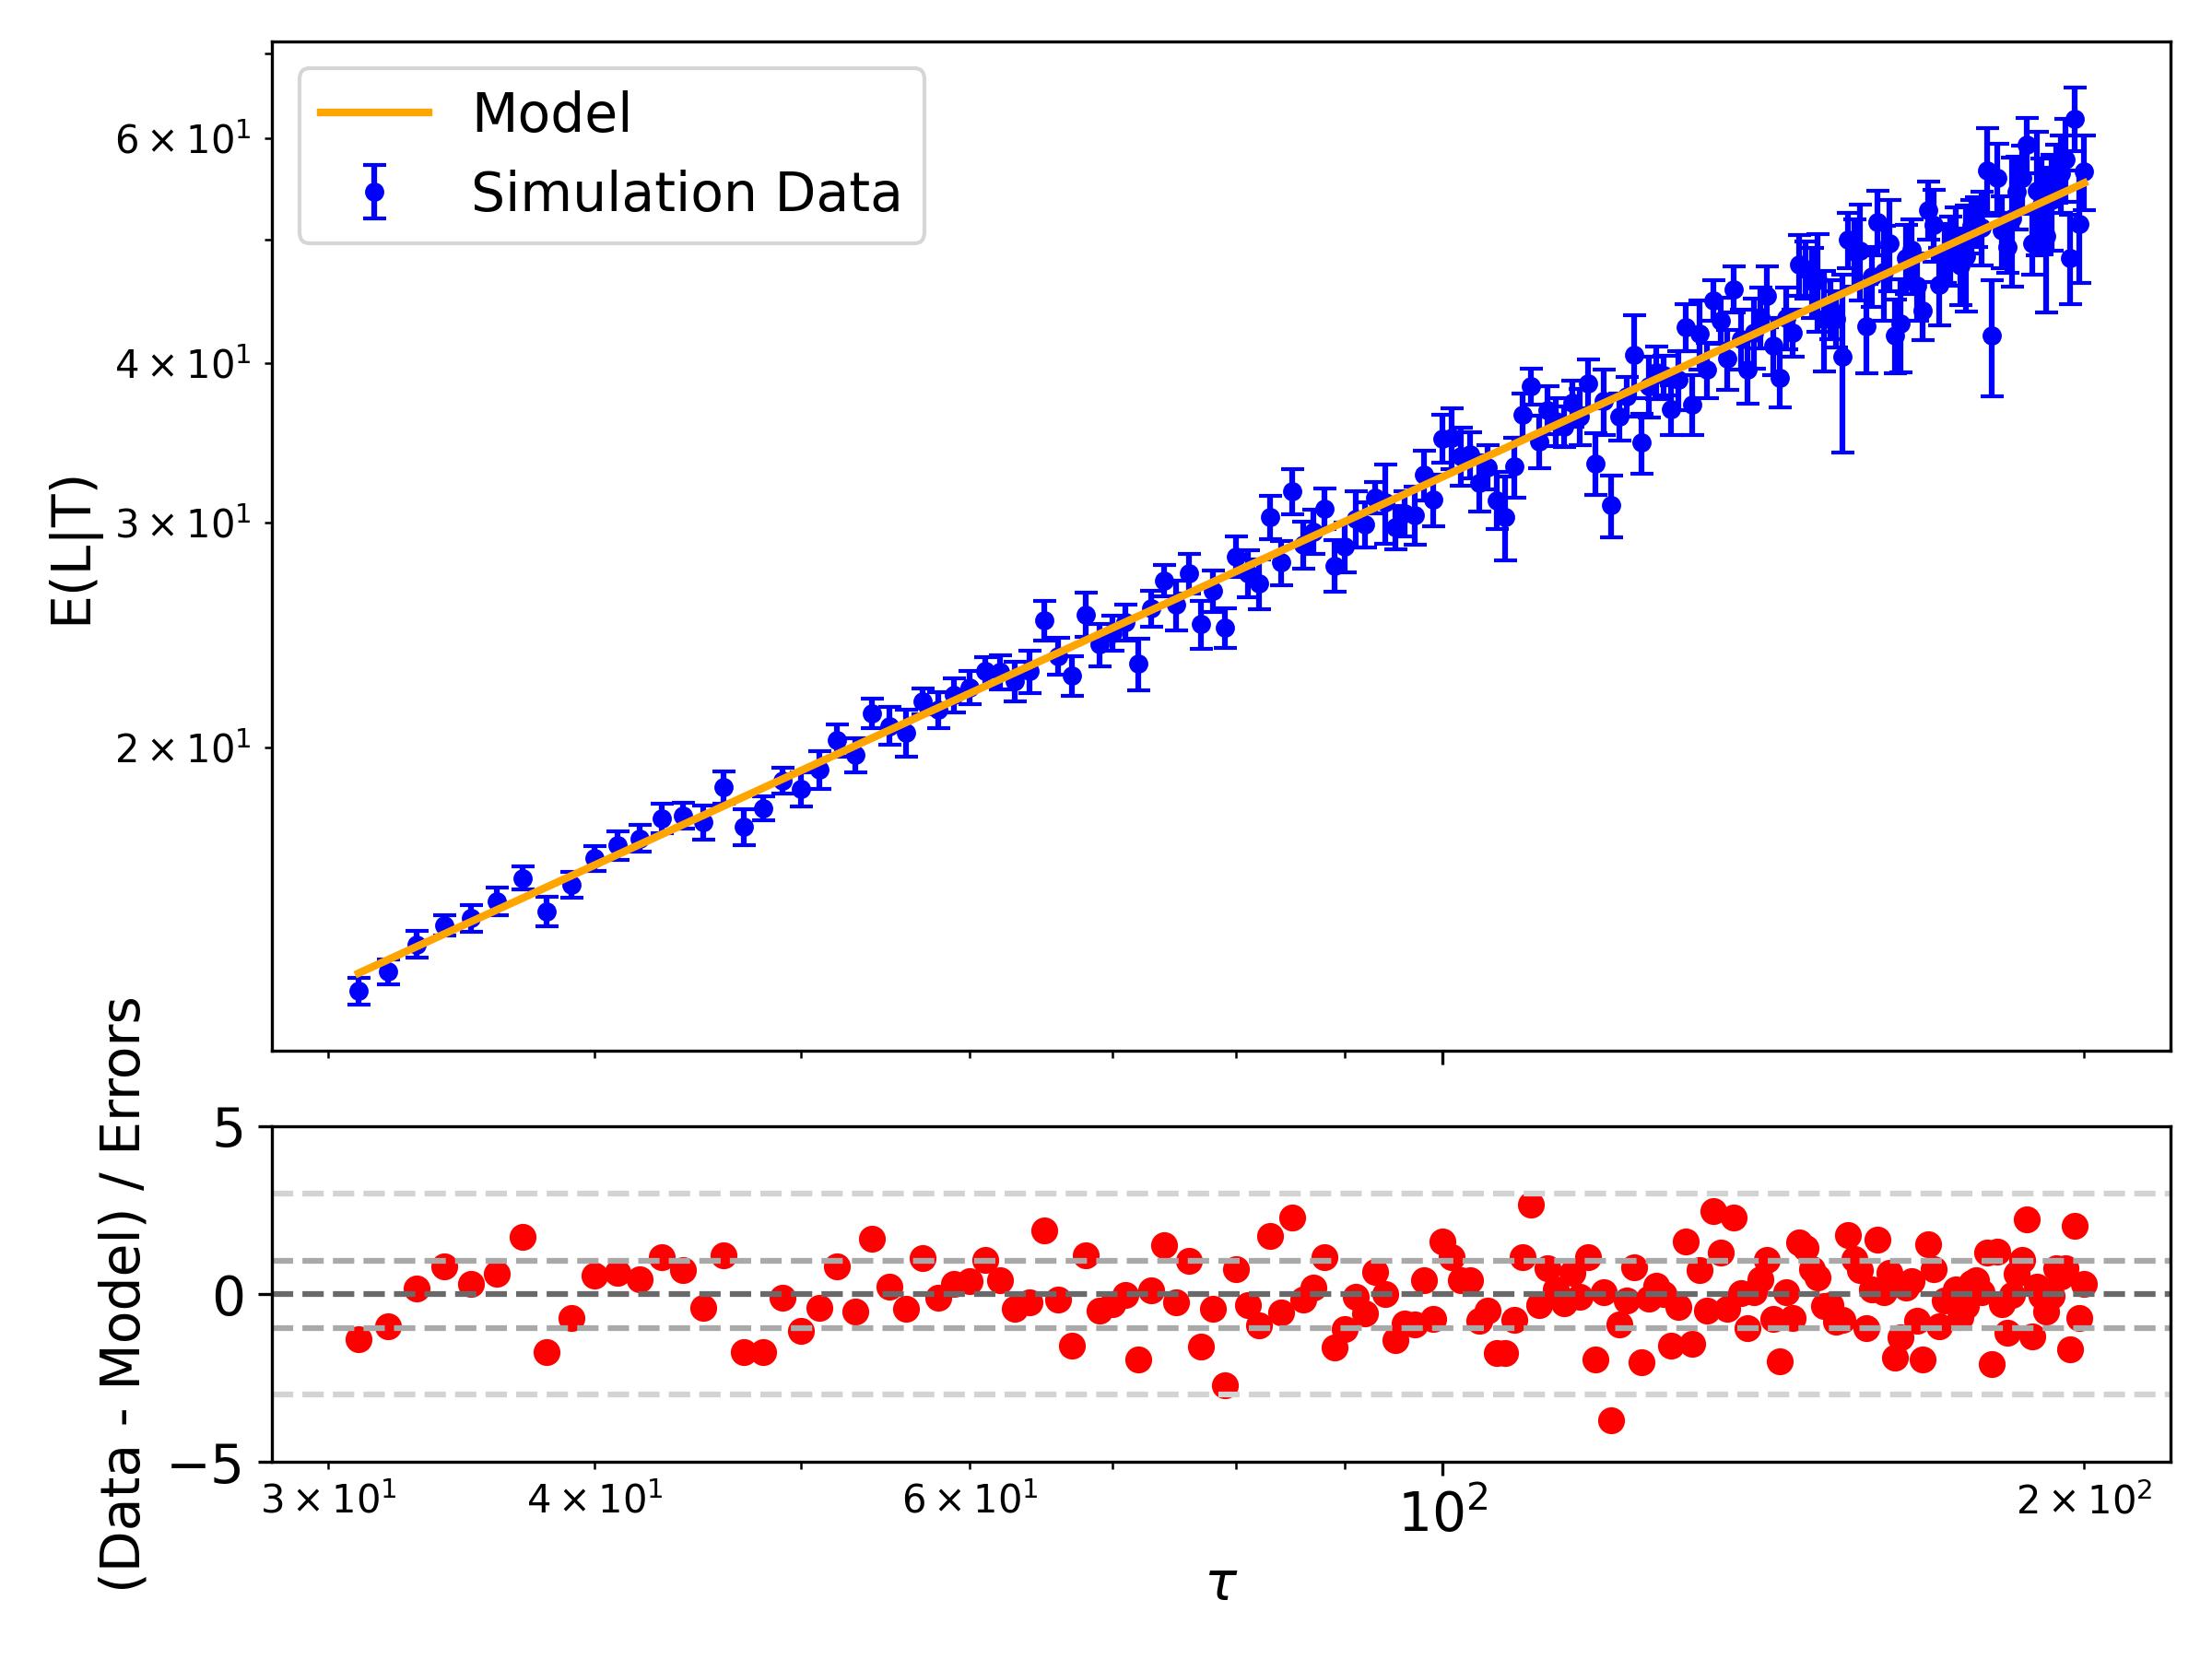 Model
Simulation Data
6 × 10¹
4 × 10¹
3 × 10¹
2 × 10¹
E(L|T)
5
0
−5
(Data - Model) / Errors
3 × 10¹
4 × 10¹
6 × 10¹
10²
2 × 10²
τ